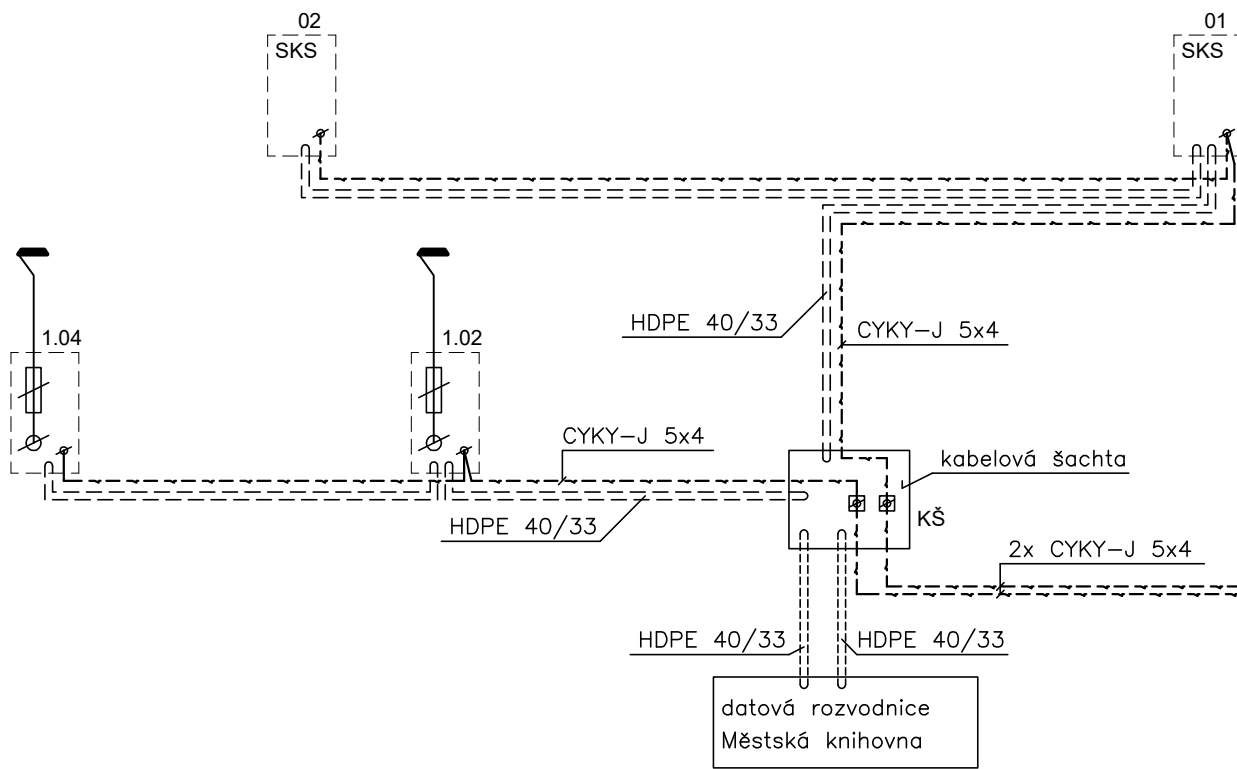 02
SKS
01
SKS
HDPE 40/33
CYKY-J 5x4
1.04
1.02
CYKY-J 5x4
kabelová šachta
HDPE 40/33
KŠ
2x CYKY-J 5x4
HDPE 40/33
HDPE 40/33
datová rozvodnice
Městská knihovna